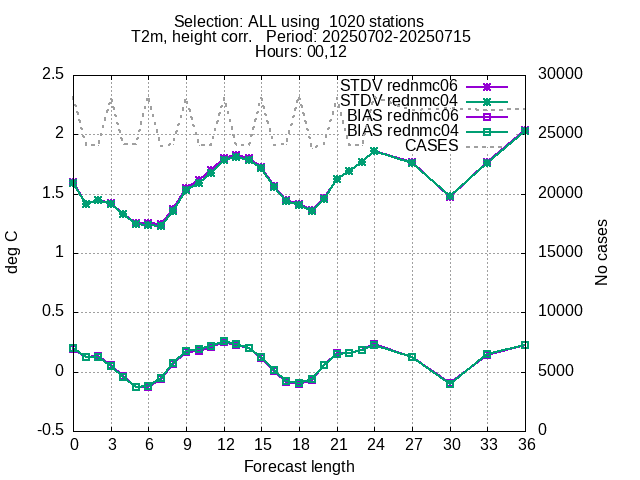 Selection: ALL using  1020 stations
T2m, height corr.   Period: 20250702-20250715
Hours: 00,12
STDV rednmc06
STDV rednmc04
BIAS rednmc06
BIAS rednmc04
CASES
2.5
2
1.5
1
0.5
0
-0.5
deg C
30000
25000
20000
15000
10000
5000
0
No cases
0 3 6 9 12 15 18 21 24 27 30 33 36
Forecast length